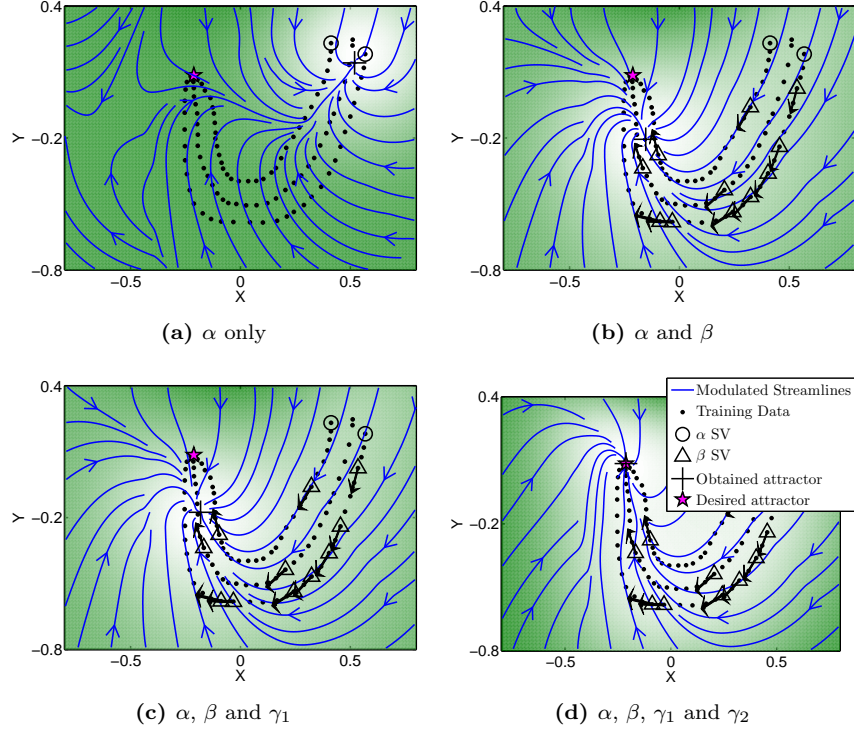 0.4
0.4
Y
−0.2
Y
−0.2
−0.8
−0.8
−0.5
0
0.5
−0.5
0
0.5
X
X
(a) α only
(b) α and β
0.4
0.4
Modulated Streamlines
Training Data
α SV
β SV
Obtained attractor
Desired attractor
Y
−0.2
Y
−0.2
−0.8
−0.8
−0.5
0
0.5
−0.5
0
0.5
X
X
(c) α, β and γ1
(d) α, β, γ1 and γ2